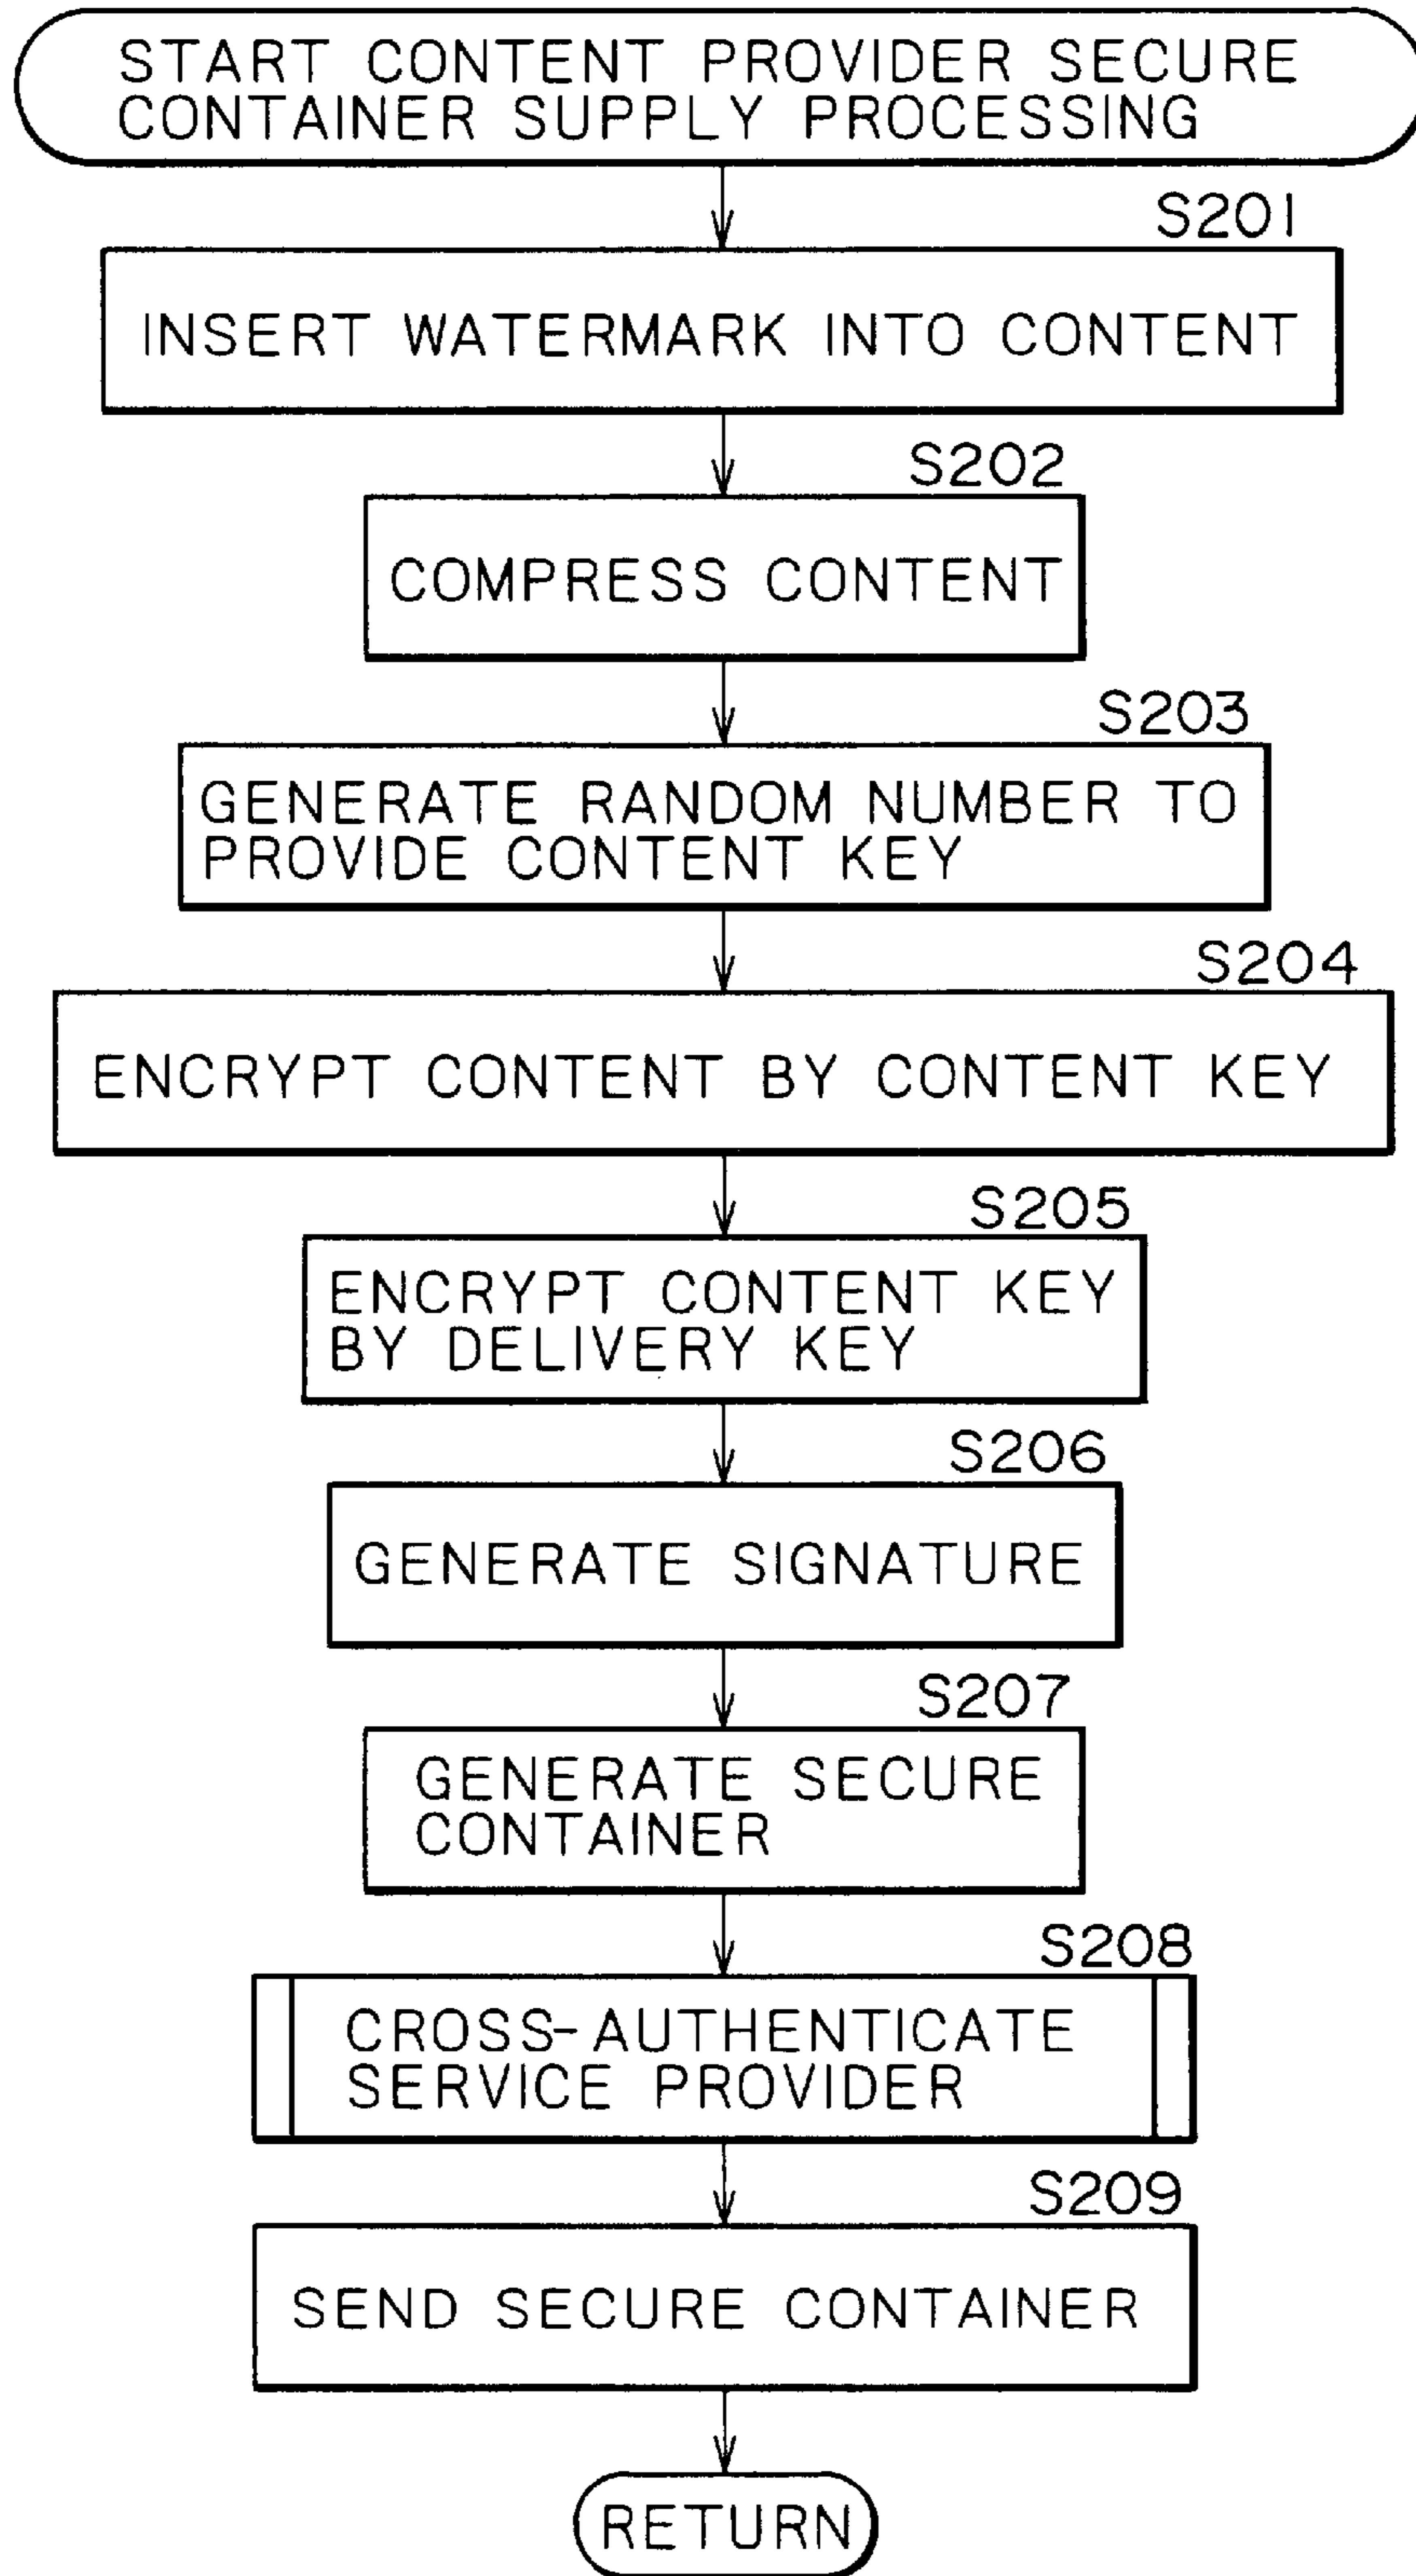 START CONTENT PROVIDER SECURE
CONTAINER SUPPLY PROCESSING
S201
INSERT WATERMARK INTO CONTENT
S202
COMPRESS CONTENT
S203
GENERATE RANDOM NUMBER TO
PROVIDE CONTENT KEY
S204
ENCRYPT CONTENT BY CONTENT KEY
S205
ENCRYPT CONTENT KEY
BY DELIVERY KEY
S206
GENERATE SIGNATURE
S207
GENERATE SECURE
CONTAINER
S208
CROSS-AUTHENTICATE
SERVICE PROVIDER
S209
SEND SECURE CONTAINER
RETURN